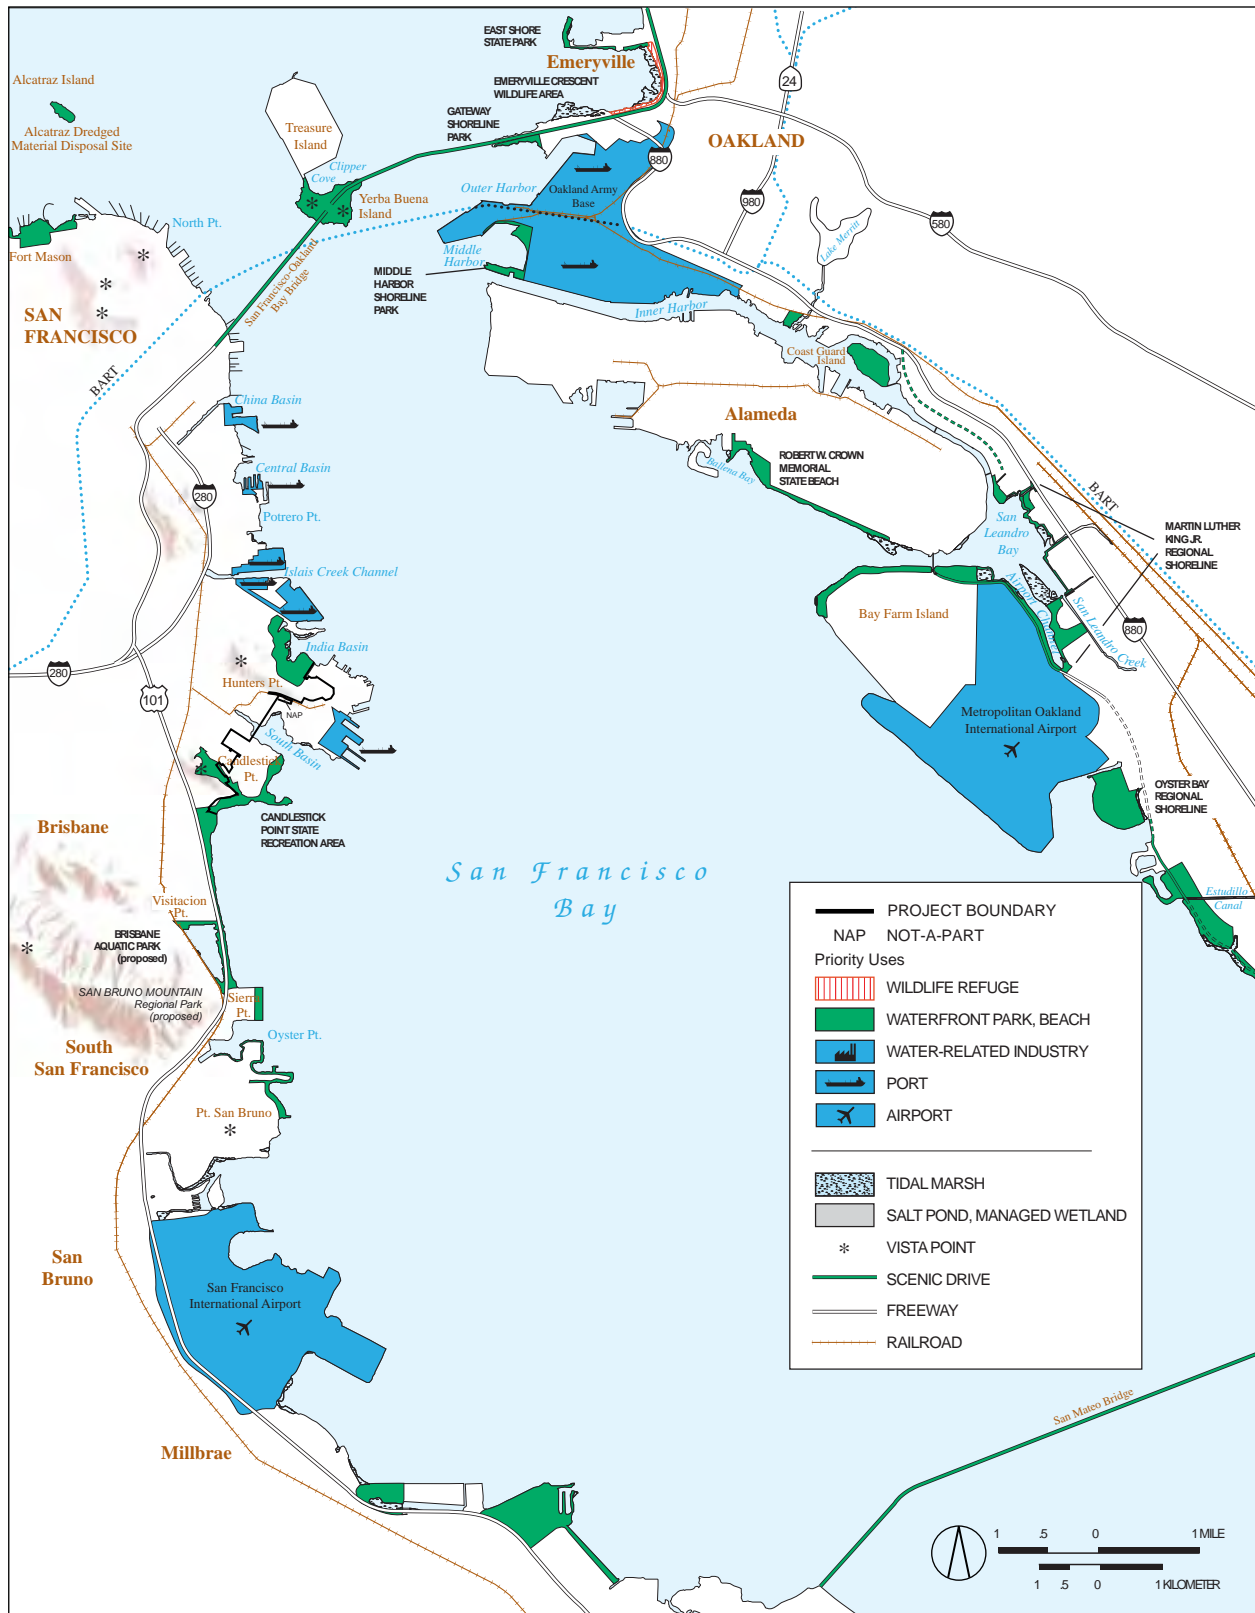 EAST SHORE
STATE PARK
Emeryville
EMERYVILLE CRESCENT
WILDLIFE AREA
GATEWAY
SHORELINE
PARK
24
OAKLAND
Alcatraz Island
Alcatraz Dredged
Material Disposal Site
Treasure
Island
Clipper
Cove
Yerba Buena
Island
Outer Harbor
Oakland Army
Base
880
980
580
Lake Merritt
North Pt.
Fort Mason
San Francisco-Oakland
Bay Bridge
Middle
Harbor
MIDDLE
HARBOR
SHORELINE
PARK
Inner Harbor
SAN
FRANCISCO
BART
Coast Guard
Island
Alameda
China Basin
Central Basin
280
Potrero Pt.
Ballena Bay
ROBERT W. CROWN
MEMORIAL
STATE BEACH
BART
San
Leandro
Bay
MARTIN LUTHER
KING JR.
REGIONAL
SHORELINE
Islais Creek Channel
Airport Channel
San Leandro Creek
Bay Farm Island
880
India Basin
280
Hunters Pt.
101
NAP
South Basin
Candlestick
Pt.
Metropolitan Oakland
International Airport
OYSTER BAY
REGIONAL
SHORELINE
CANDLESTICK
POINT STATE
RECREATION AREA
Brisbane
San Francisco
Bay
Estudillo
Canal
Visitacion
Pt.
BRISBANE
AQUATIC PARK
(proposed)
SAN BRUNO MOUNTAIN
Regional Park
(proposed)
Sierra
Pt.
Oyster Pt.
South
San Francisco
Pt. San Bruno
San
Bruno
San Francisco
International Airport
Millbrae
San Mateo Bridge
PROJECT BOUNDARY
NAP NOT-A-PART
Priority Uses
WILDLIFE REFUGE
WATERFRONT PARK, BEACH
WATER-RELATED INDUSTRY
PORT
AIRPORT
TIDAL MARSH
SALT POND, MANAGED WETLAND
* VISTA POINT
SCENIC DRIVE
FREEWAY
RAILROAD
1 .5 0 1 MILE
1 .5 0 1 KILOMETER